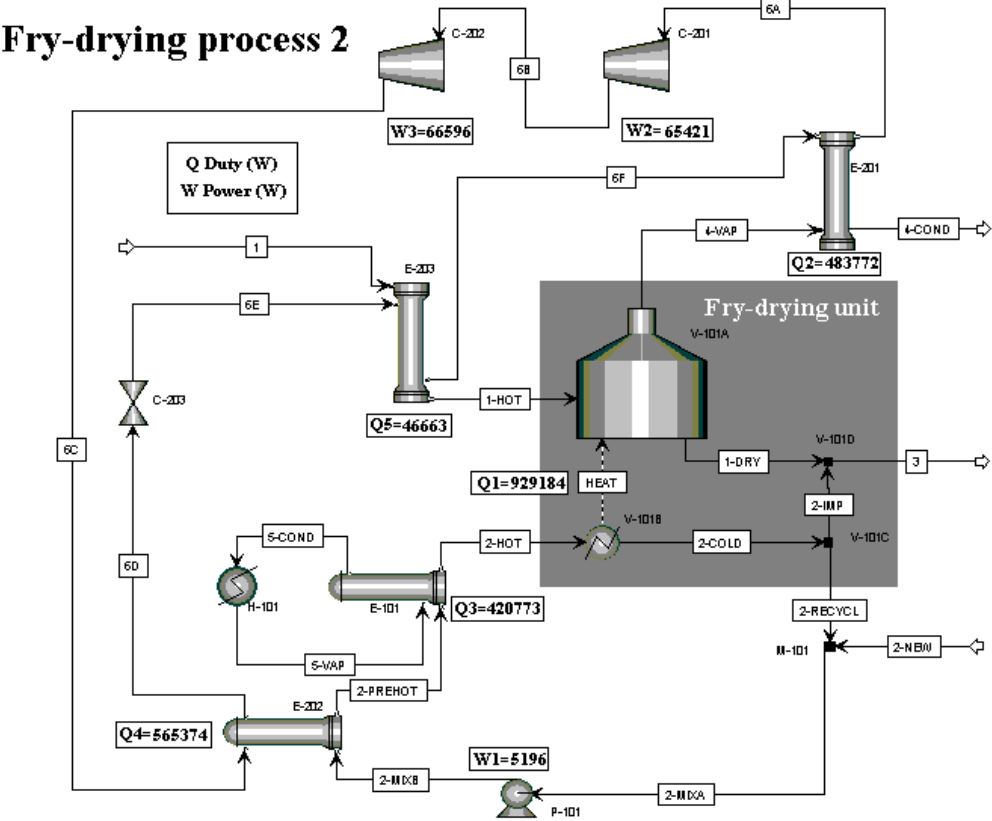 Fry-drying process 2
6A
C-202
C-201
6B
W3=66596
W2=65421
Q Duty (W)
W Power (W)
6F
E-201
4-VAP
4-COND
1
Q2=483772
E-203
6E
Fry-drying unit
V-101A
C-203
1-HOT
Q5=46663
6C
V-101D
1-DRY
3
Q1=929184
HEAT
2-IMP
V-101B
5-COND
2-HOT
2-COLD
V-101C
6D
H-101
E-101
Q3=420773
2-RECYCL
5-VAP
M-101
2-NEW
2-PREHOT
E-202
Q4=565374
W1=5196
2-MIXB
2-MIXA
P-101